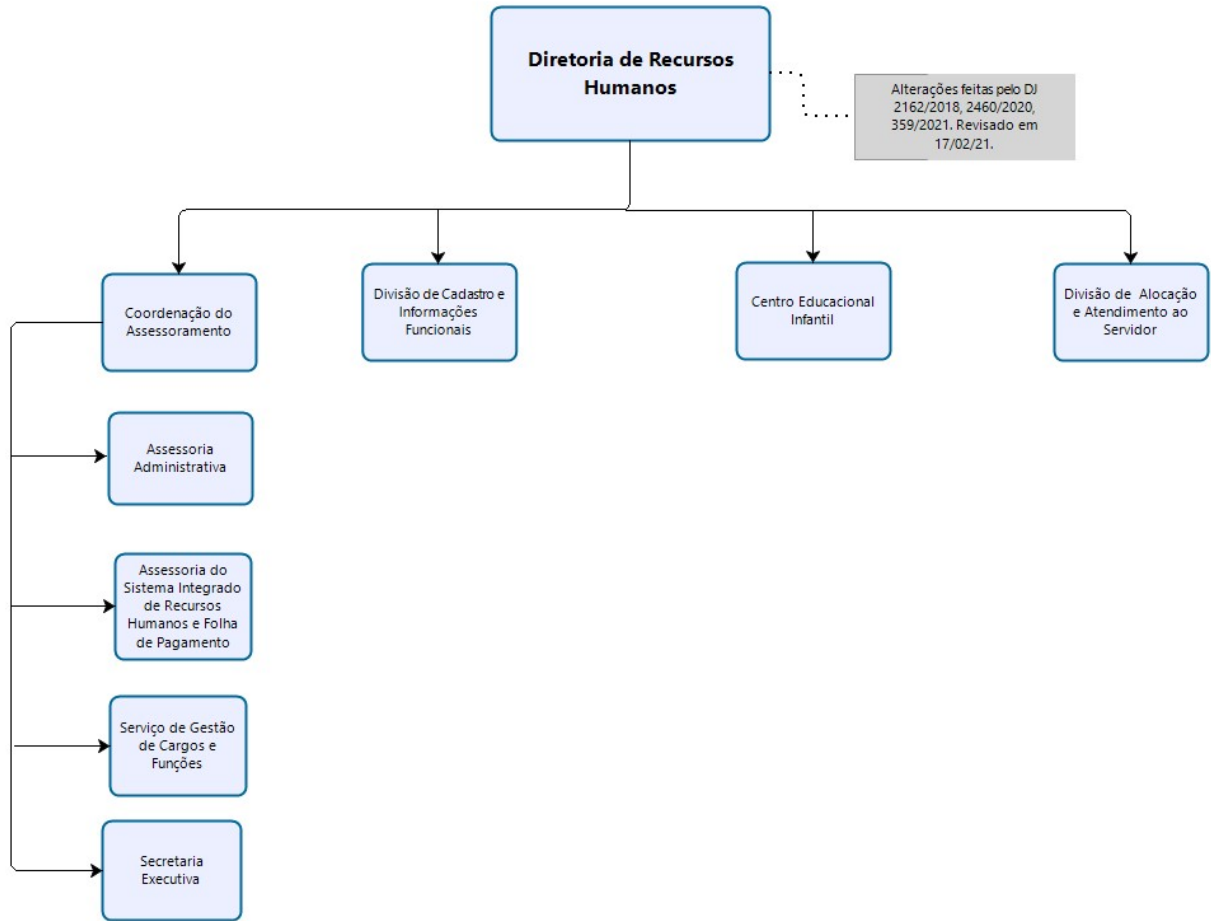 Diretoria de Recursos
Humanos
Alterações feitas pelo DJ
2162/2018, 2460/2020,
359/2021. Revisado em
17/02/21.
Coordenação do
Assessoramento
Divisão de Cadastro e
Informações
Funcionais
Centro Educacional
Infantil
Divisão de Alocação
e Atendimento ao
Servidor
Assessoria
Administrativa
Assessoria do
Sistema Integrado
de Recursos
Humanos e Folha
de Pagamento
Serviço de Gestão
de Cargos e
Funções
Secretaria
Executiva